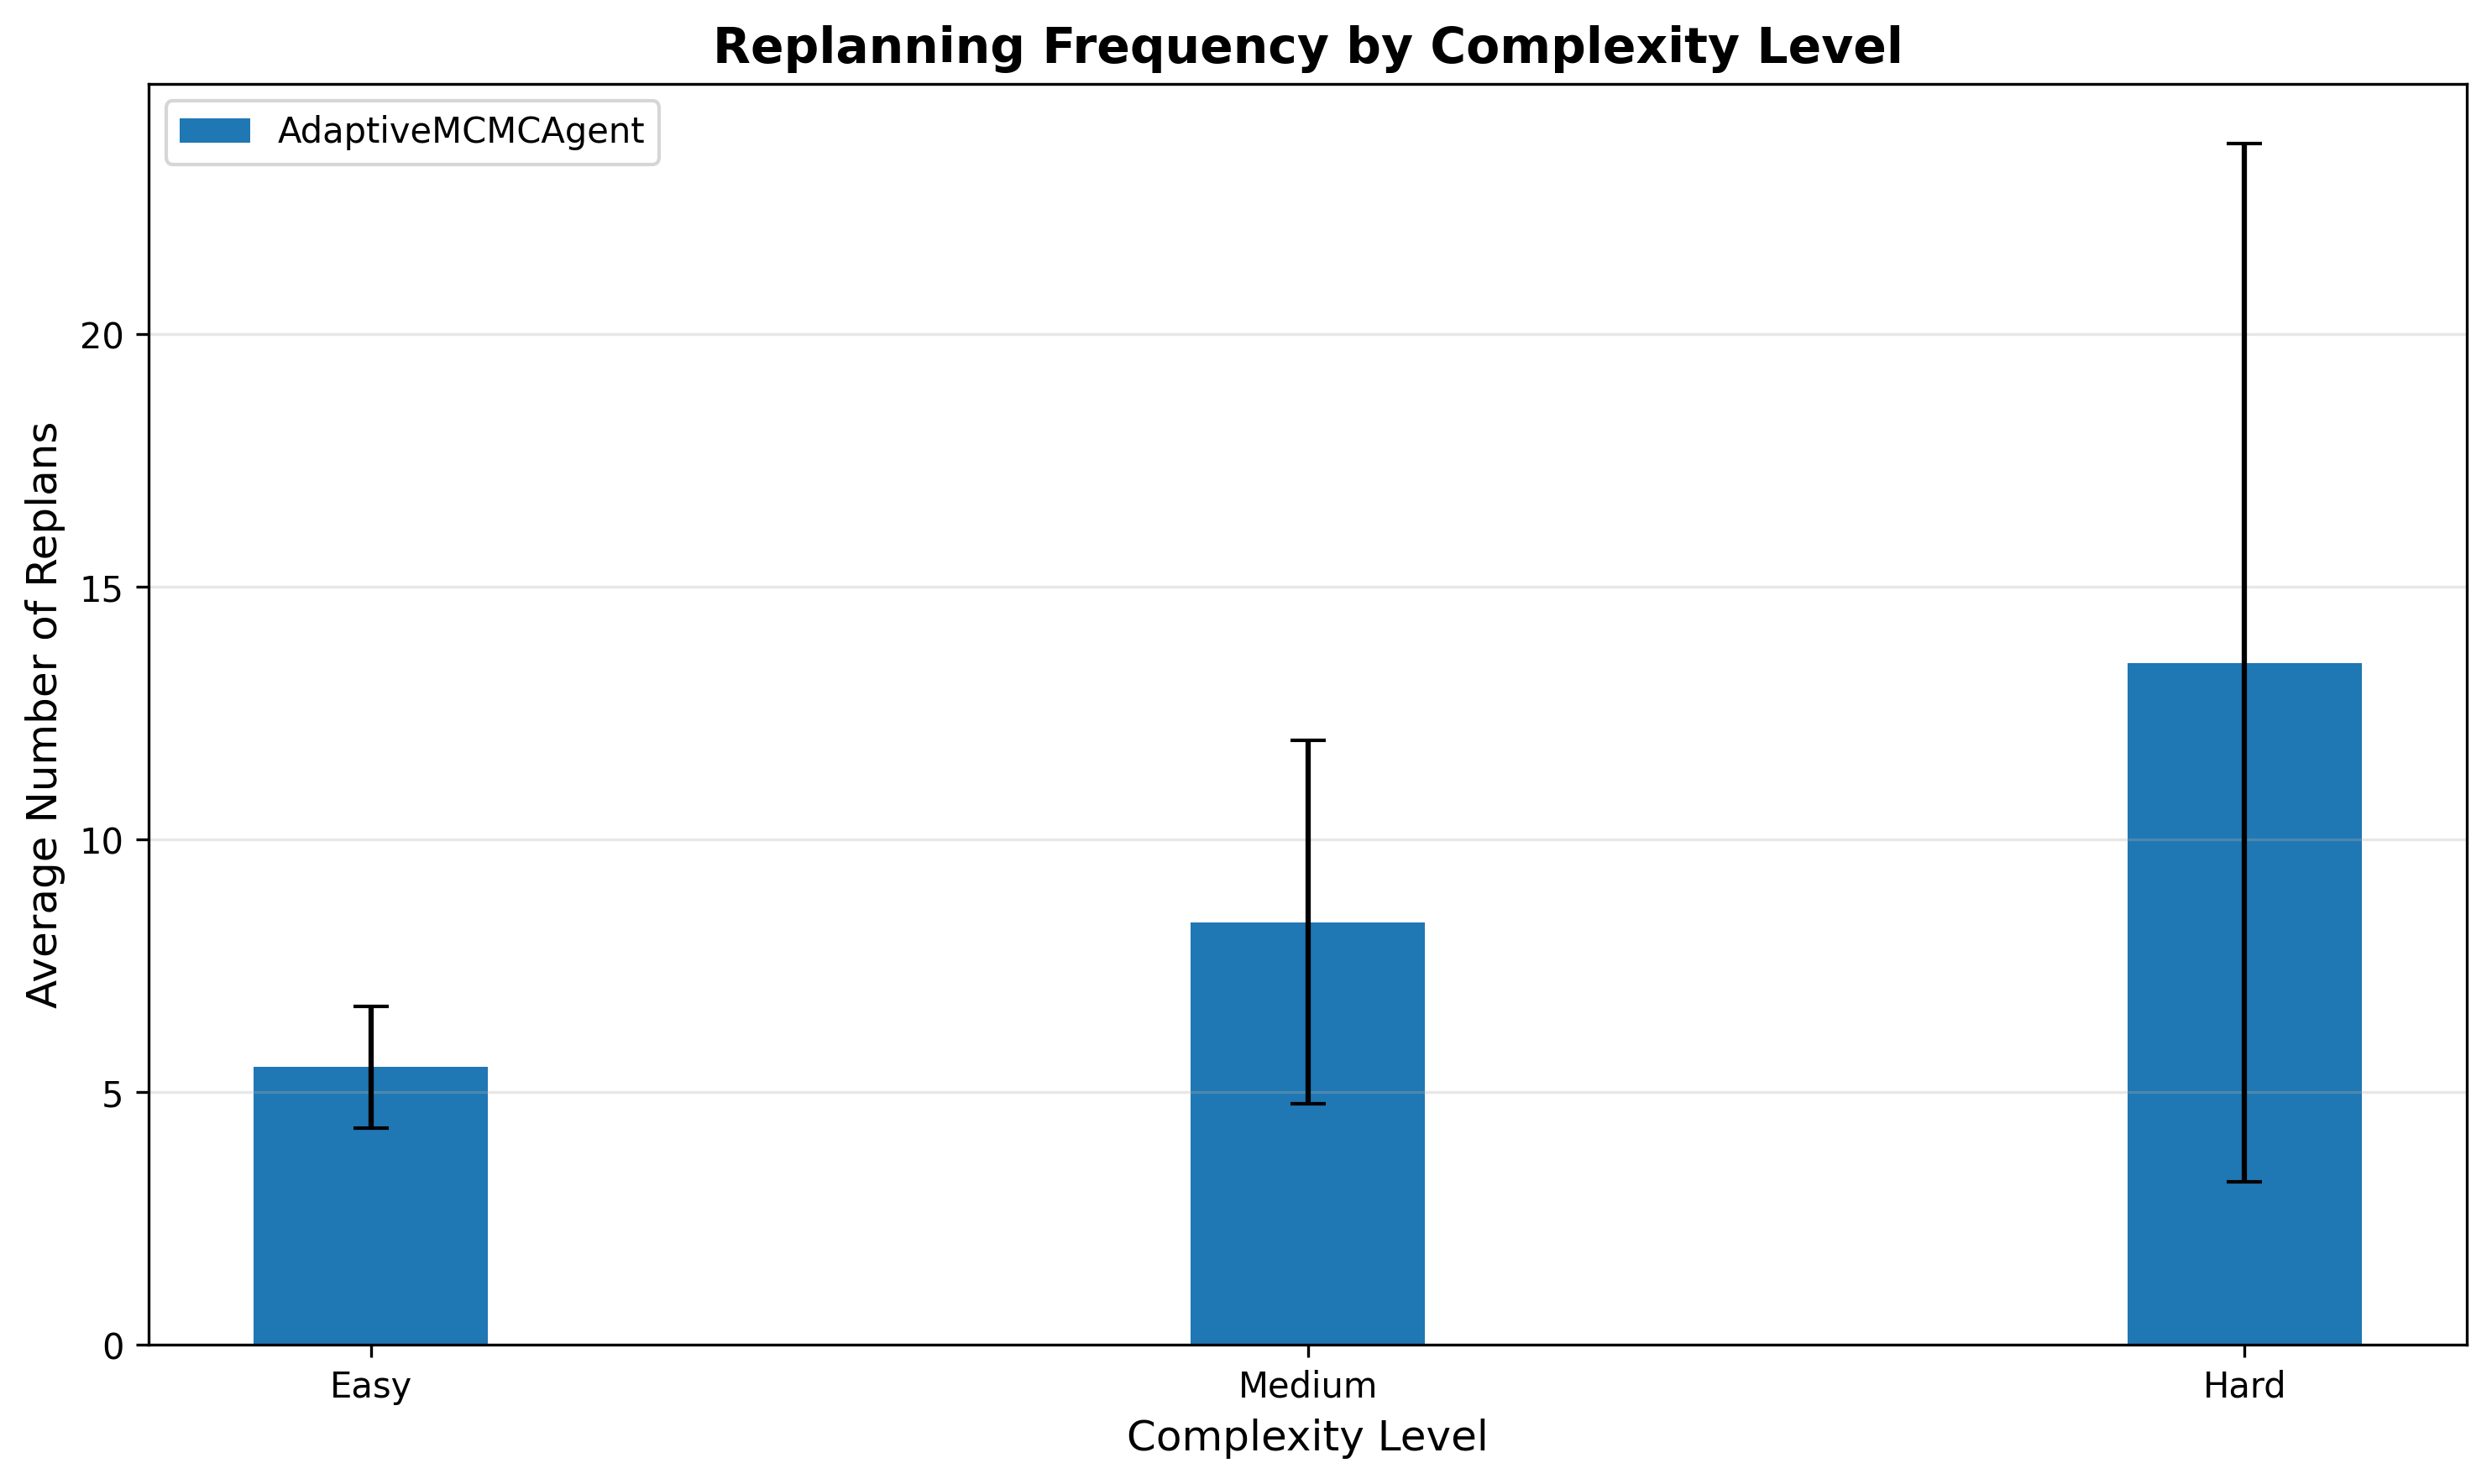 Replanning Frequency by Complexity Level
AdaptiveMCMCAgent
Average Number of Replans
20
15
10
5
0
Easy
Medium
Hard
Complexity Level